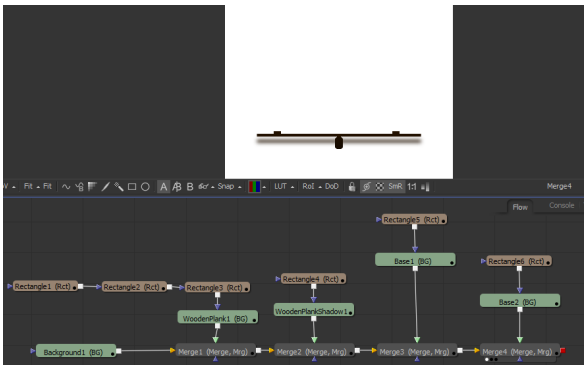 Fit Fit A B Snap LUT RoI DoD SmR 1:1 Merge4
Flow Console
Rectangle5 (Rct)
Base1 (BG) Rectangle6 (Rct)
Rectangle1 (Rct) Rectangle2 (Rct) Rectangle3 (Rct) Rectangle4 (Rct)
Base2 (BG)
WoodenPlank1 (BG) WoodenPlankShadow1
Background1 (BG) Merge1 (Merge, Mrg) Merge2 (Merge, Mrg) Merge3 (Merge, Mrg) Merge4 (Merge, Mrg)